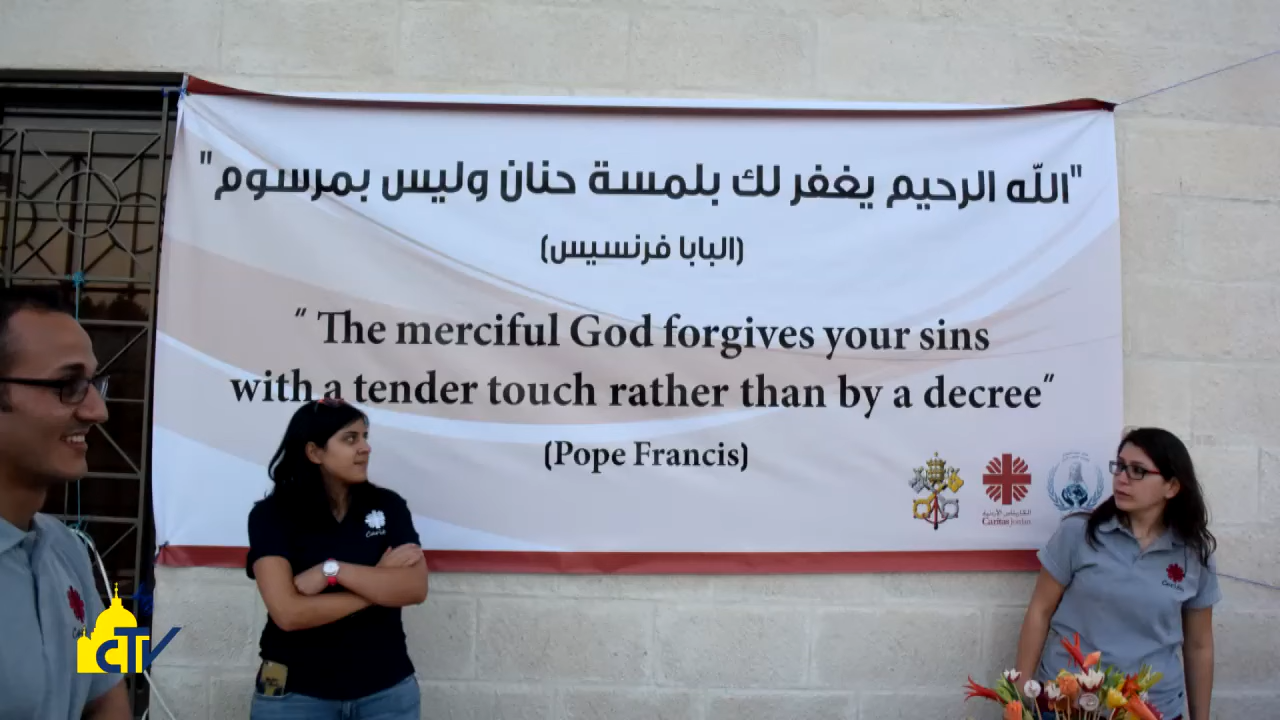 "الله الرحيم يغفر لك بلمسة حنان وليس بمرسوم"
(البابا فرنسيس)
" The merciful God forgives your sins
with a tender touch rather than by a decree"
(Pope Francis)
Caritas Jordan
CTV